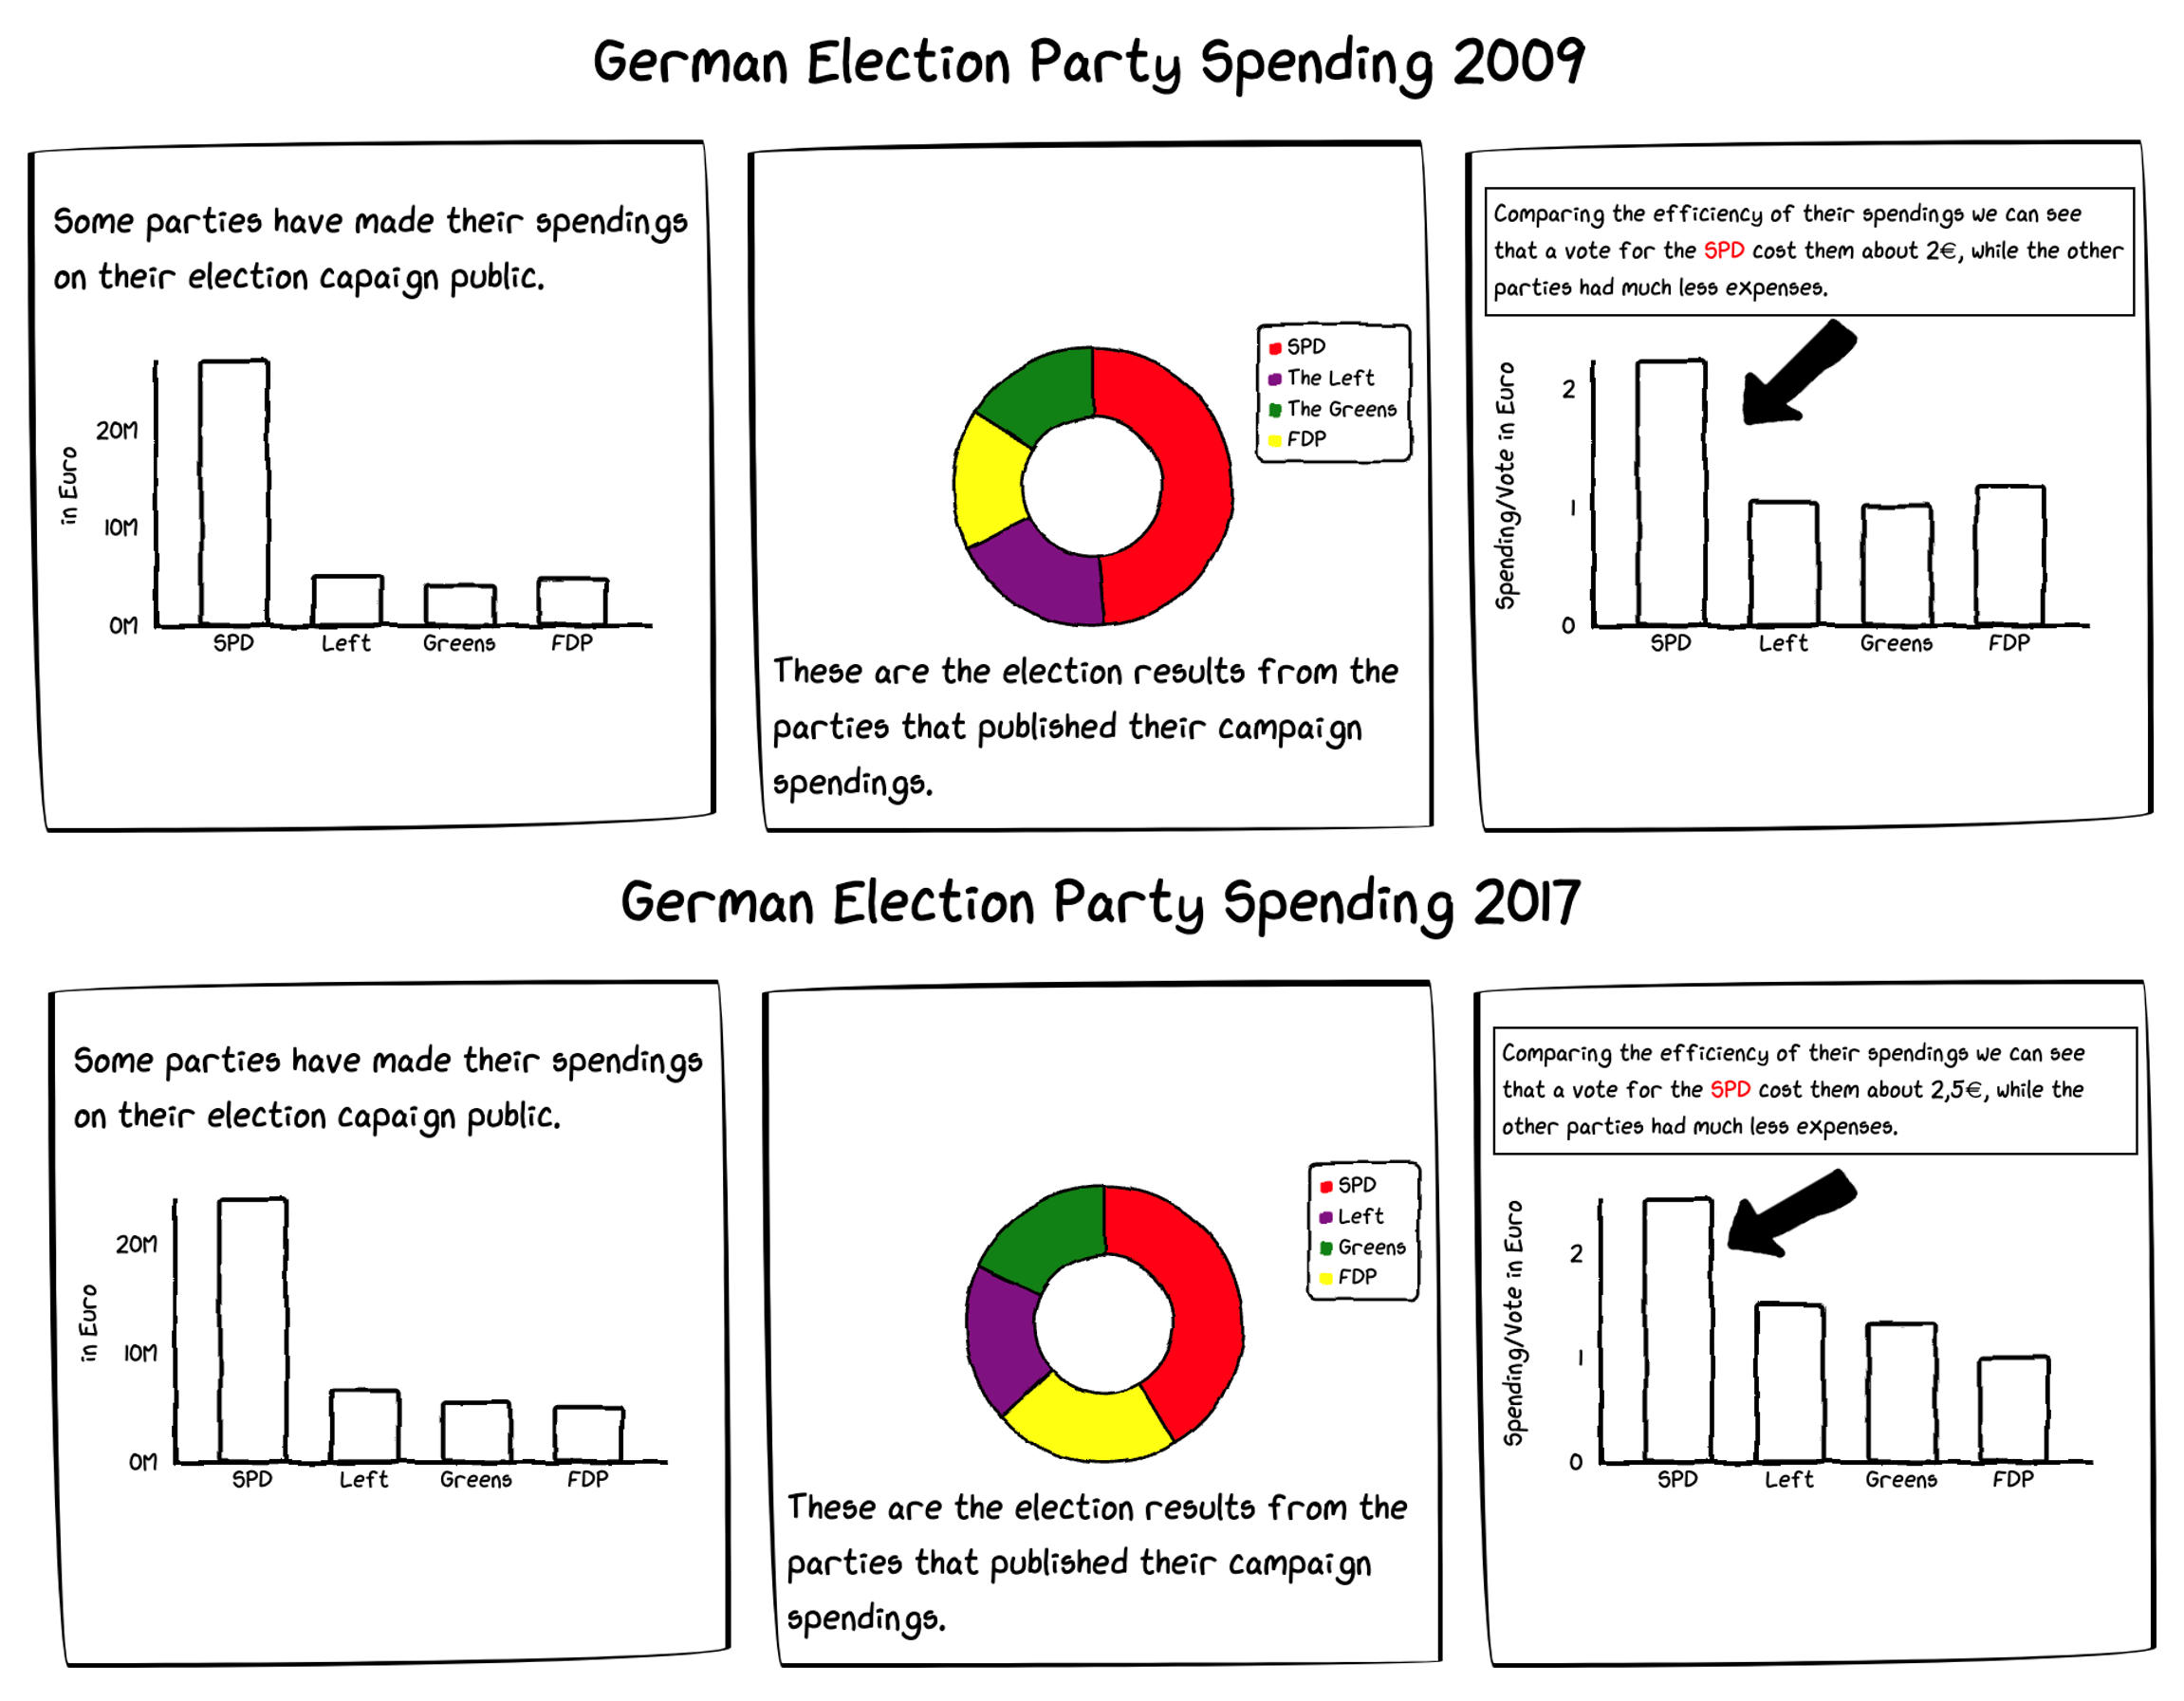 German Election Party Spending 2009
Some parties have made their spendings
on their election capaign public.
in Euro
20M
10M
0M
SPD
Left
Greens
FDP
SPD
The Left
The Greens
FDP
These are the election results from the
parties that published their campaign
spendings.
Comparing the efficiency of their spendings we can see
that a vote for the SPD cost them about 2€, while the other
parties had much less expenses.
Spending/Vote in Euro
2
1
0
SPD
Left
Greens
FDP
German Election Party Spending 2017
Some parties have made their spendings
on their election capaign public.
in Euro
20M
10M
0M
SPD
Left
Greens
FDP
SPD
Left
Greens
FDP
These are the election results from the
parties that published their campaign
spendings.
Comparing the efficiency of their spendings we can see
that a vote for the SPD cost them about 2,5€, while the
other parties had much less expenses.
Spending/Vote in Euro
2
1
0
SPD
Left
Greens
FDP